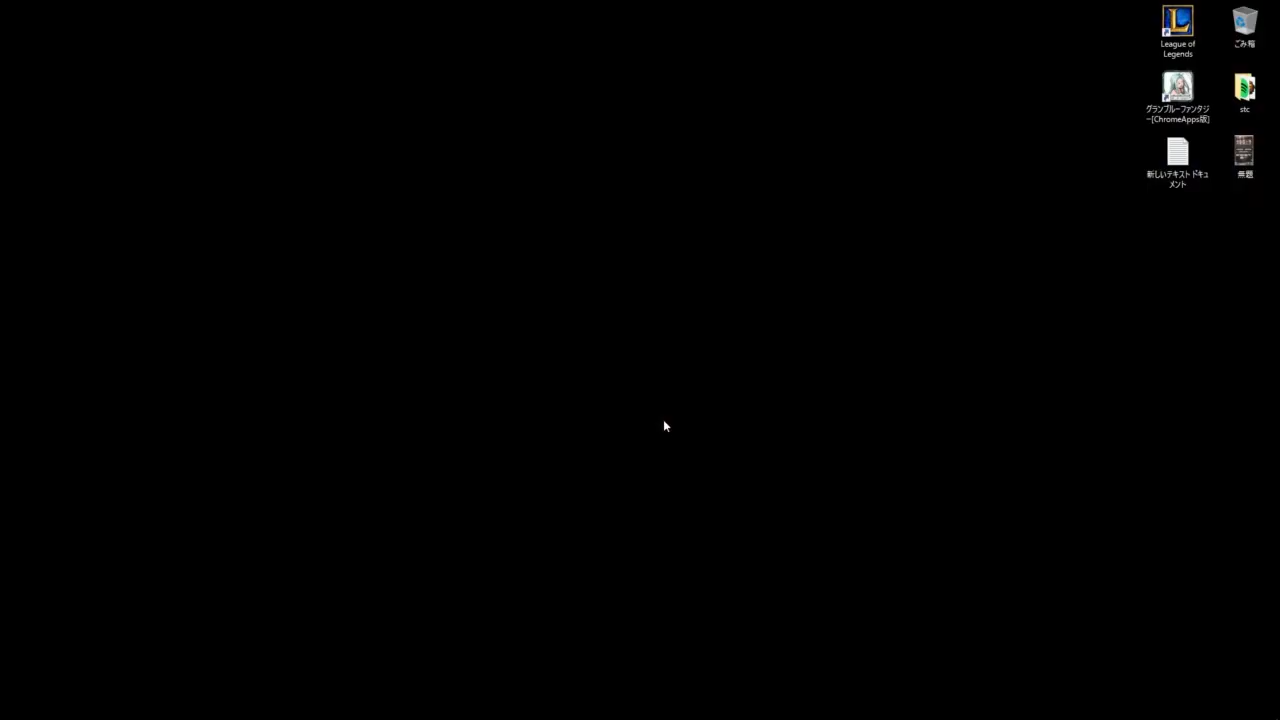 League of
Legends
ごみ箱
グランブルーファンタジ
ー[ChromeApps版]
stc
新しいテキスト ドキュ
メント
無題